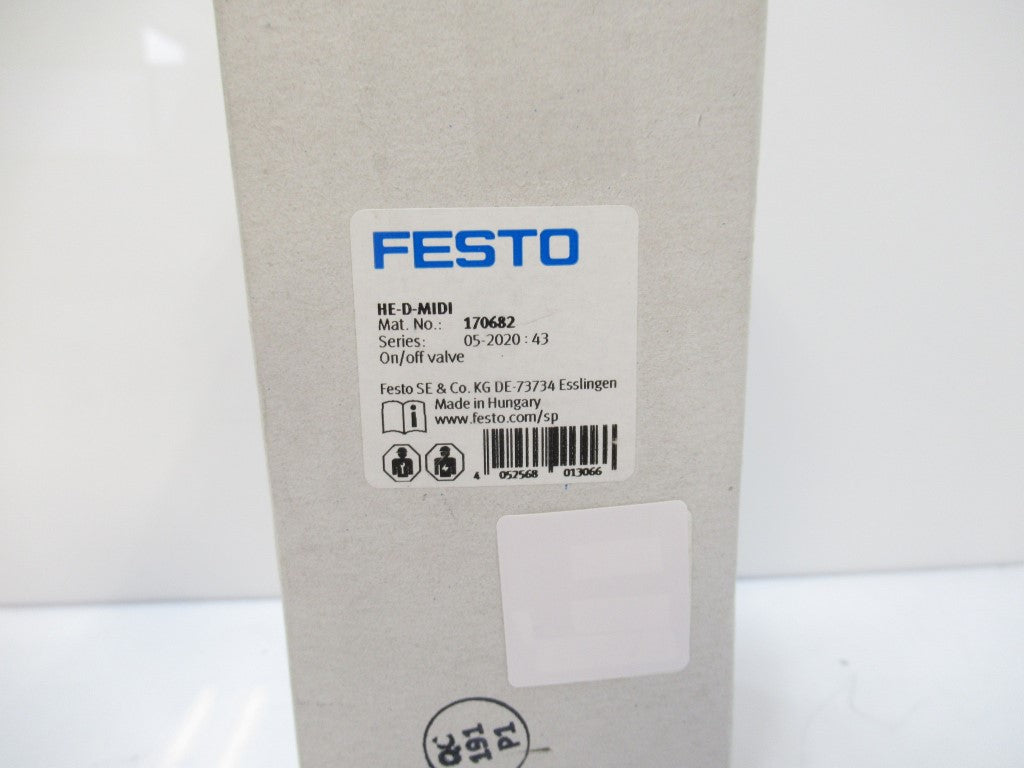 FESTO
HE-D-MIDI
Mat. No.: 170682
Series: 05-2020 : 43
On/off valve
Festo SE & Co. KG DE-73734 Esslingen
Made in Hungary
www.festo.com/sp
4 052568 013066
QC
191
P1